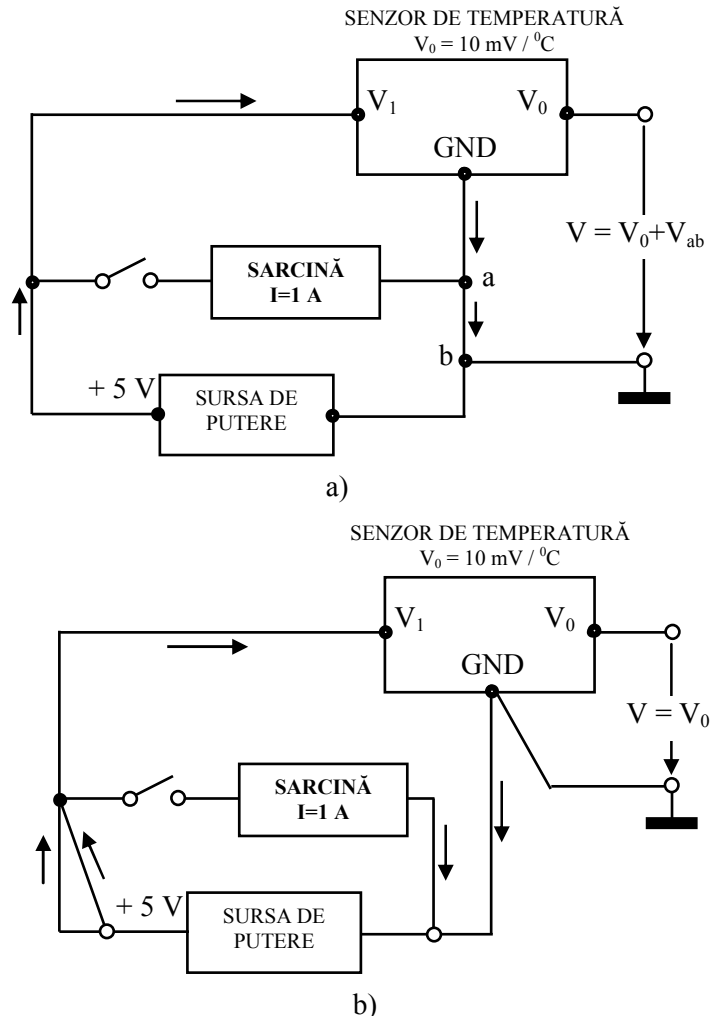 SENZOR DE TEMPERATURĂ
V₀ = 10 mV / ⁰C
V₁
V₀
GND
V = V₀+Vab
SARCINĂ
I=1 A
a
b
+ 5 V
SURSA DE
PUTERE
a)
SENZOR DE TEMPERATURĂ
V₀ = 10 mV / ⁰C
V₁
V₀
GND
V = V₀
SARCINĂ
I=1 A
+ 5 V
SURSA DE
PUTERE
b)